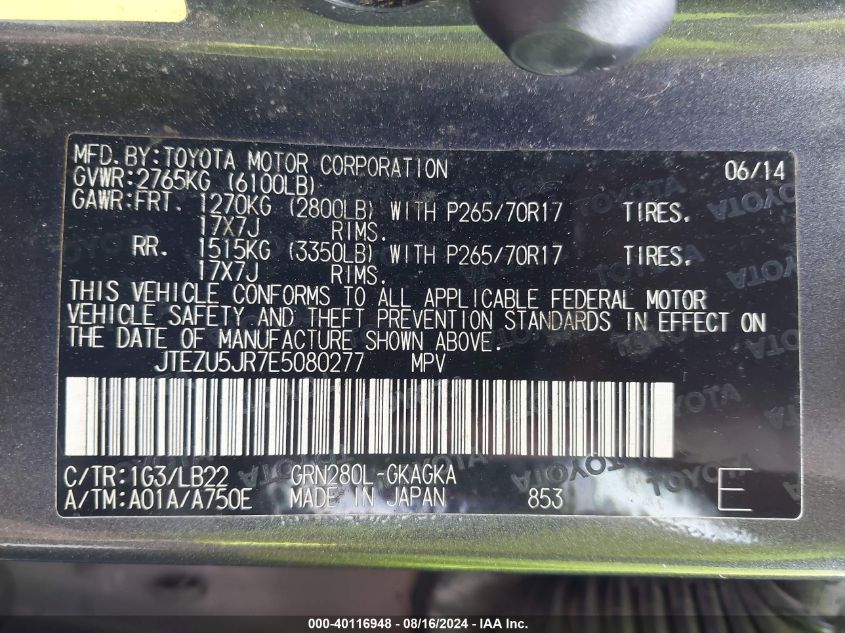 MFD.BY:TOYOTA MOTOR CORPORATION 06/14
GVWR:2765KG (6100LB)
GAWR:FRT. 1270KG (2800LB) WITH P265/70R17 TIRES.
17X7J RIMS.
RR. 1515KG (3350LB) WITH P265/70R17 TIRES.
17X7J RIMS.
THIS VEHICLE CONFORMS TO ALL APPLICABLE FEDERAL MOTOR
VEHICLE SAFETY AND THEFT PREVENTION STANDARDS IN EFFECT ON
THE DATE OF MANUFACTURE SHOWN ABOVE.
JTEZU5JR7E5080277 MPV
C/TR:1G3/LB22 GRN280L-GKAGKA
A/TM:A01A/A750E MADE IN JAPAN 853 E
000-40116948 - 08/16/2024 - IAA Inc.